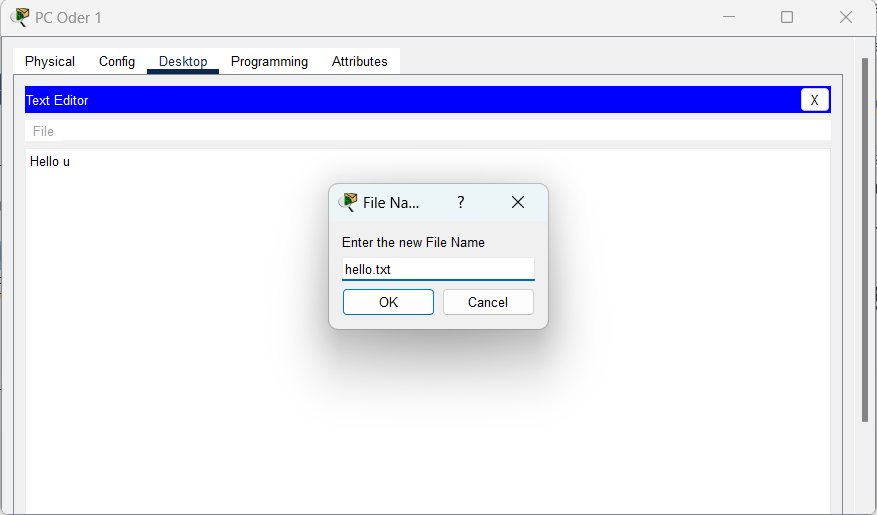 PC Oder 1
Physical Config Desktop Programming Attributes
Text Editor X
File
Hello u
File Na... ?
Enter the new File Name
hello.txt
OK Cancel